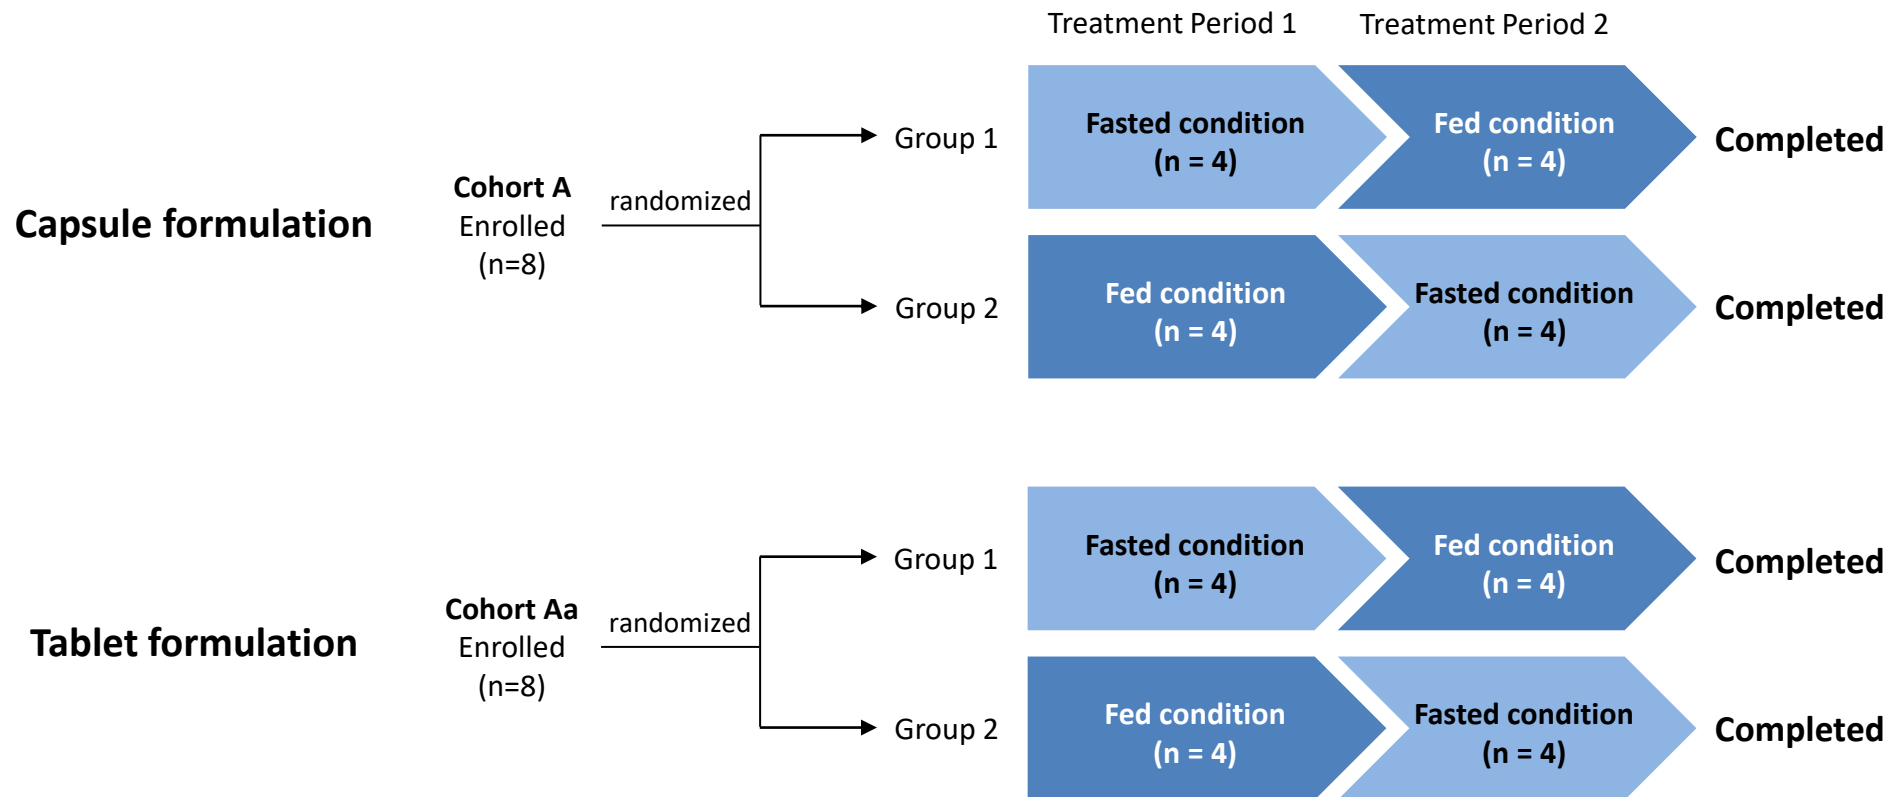 Treatment Period 1
Treatment Period 2
Capsule formulation
Cohort A
Enrolled
(n=8)
randomized
Group 1
Fasted condition
(n = 4)
Fed condition
(n = 4)
Completed
Group 2
Fed condition
(n = 4)
Fasted condition
(n = 4)
Completed
Tablet formulation
Cohort Aa
Enrolled
(n=8)
randomized
Group 1
Fasted condition
(n = 4)
Fed condition
(n = 4)
Completed
Group 2
Fed condition
(n = 4)
Fasted condition
(n = 4)
Completed